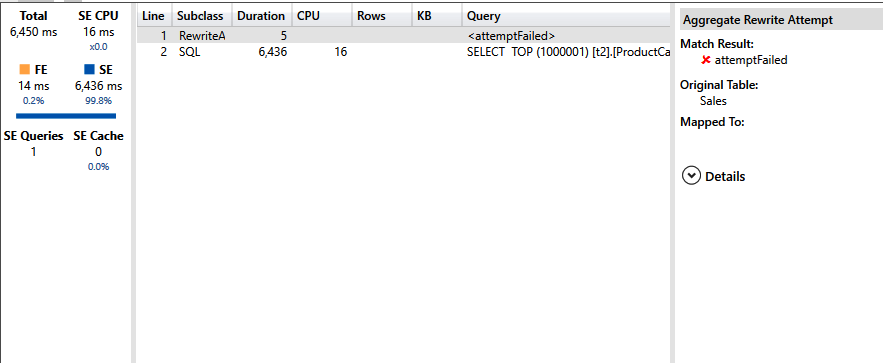 Total SE CPU
6,450 ms 16 ms
x0.0
FE SE
14 ms 6,436 ms
0.2% 99.8%
SE Queries SE Cache
1 0
0.0%
Line Subclass Duration CPU Rows KB Query
1 RewriteA 5 <attemptFailed>
2 SQL 6,436 16 SELECT TOP (1000001) [t2].[ProductCa
Aggregate Rewrite Attempt
Match Result:
attemptFailed
Original Table:
Sales
Mapped To:
Details